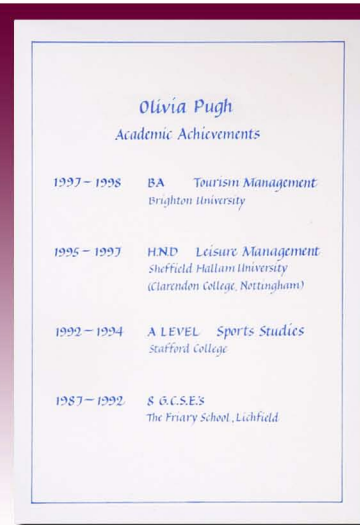 Olivia Pugh
Academic Achievements
1997 – 1998 BA Tourism Management
Brighton University
1995 – 1997 H.N.D Leisure Management
Sheffield Hallam University
(Clarendon College, Nottingham)
1992 – 1994 A LEVEL Sports Studies
Stafford College
1987 – 1992 8 G.C.S.E.'s
The Friary School, Lichfield